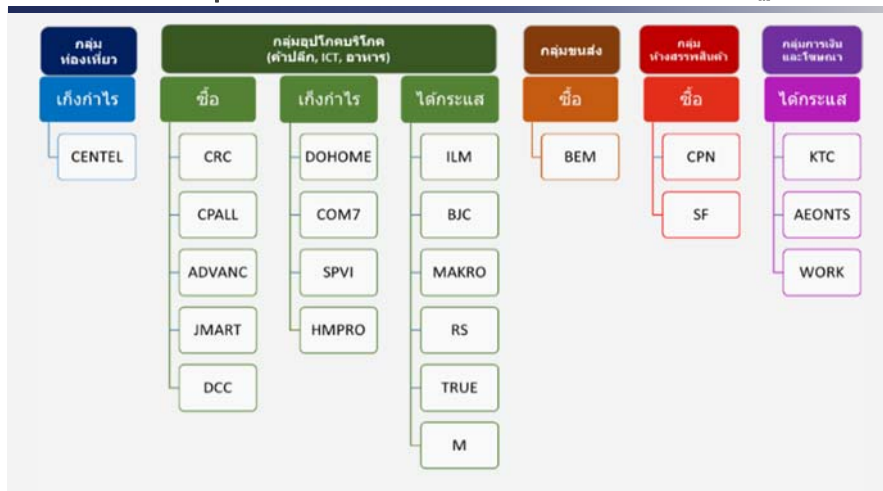 กลุ่ม
ท่องเที่ยว
เก็งกำไร
CENTEL
กลุ่มอุปโภคบริโภค
(ค้าปลีก, ICT, อาหาร)
ซื้อ
CRC
CPALL
ADVANC
JMART
DCC
เก็งกำไร
DOHOME
COM7
SPVI
HMPRO
ได้กระแส
ILM
BJC
MAKRO
RS
TRUE
M
กลุ่มขนส่ง
ซื้อ
BEM
กลุ่ม
ห้างสรรพสินค้า
ซื้อ
CPN
SF
กลุ่มการเงิน
และโฆษณา
ได้กระแส
KTC
AEONTS
WORK